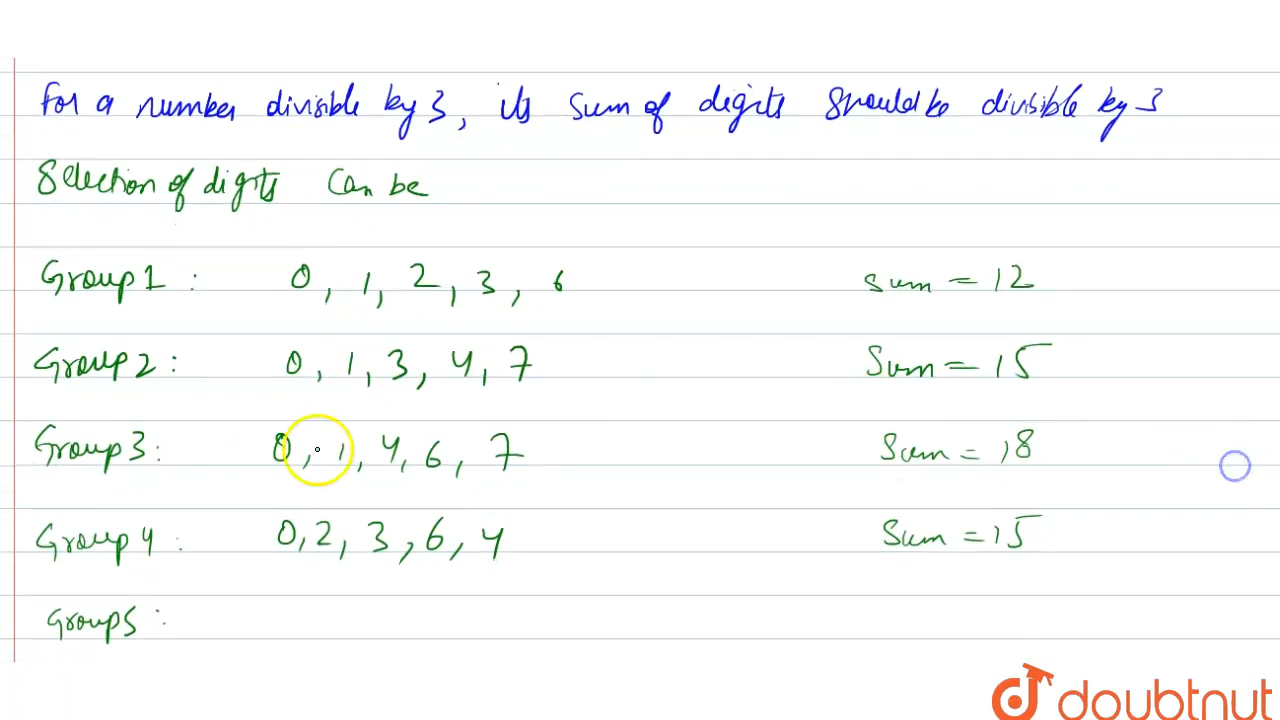 For a number divisible by 3, its sum of digits should be divisible by 3
Selection of digits can be
Group 1 : 0, 1, 2, 3, 6 sum = 12
Group 2 : 0, 1, 3, 4, 7 Sum = 15
Group 3 : 0, 1, 4, 6, 7 Sum = 18
Group 4 : 0, 2, 3, 6, 4 Sum = 15
Group 5 :
doubtnut